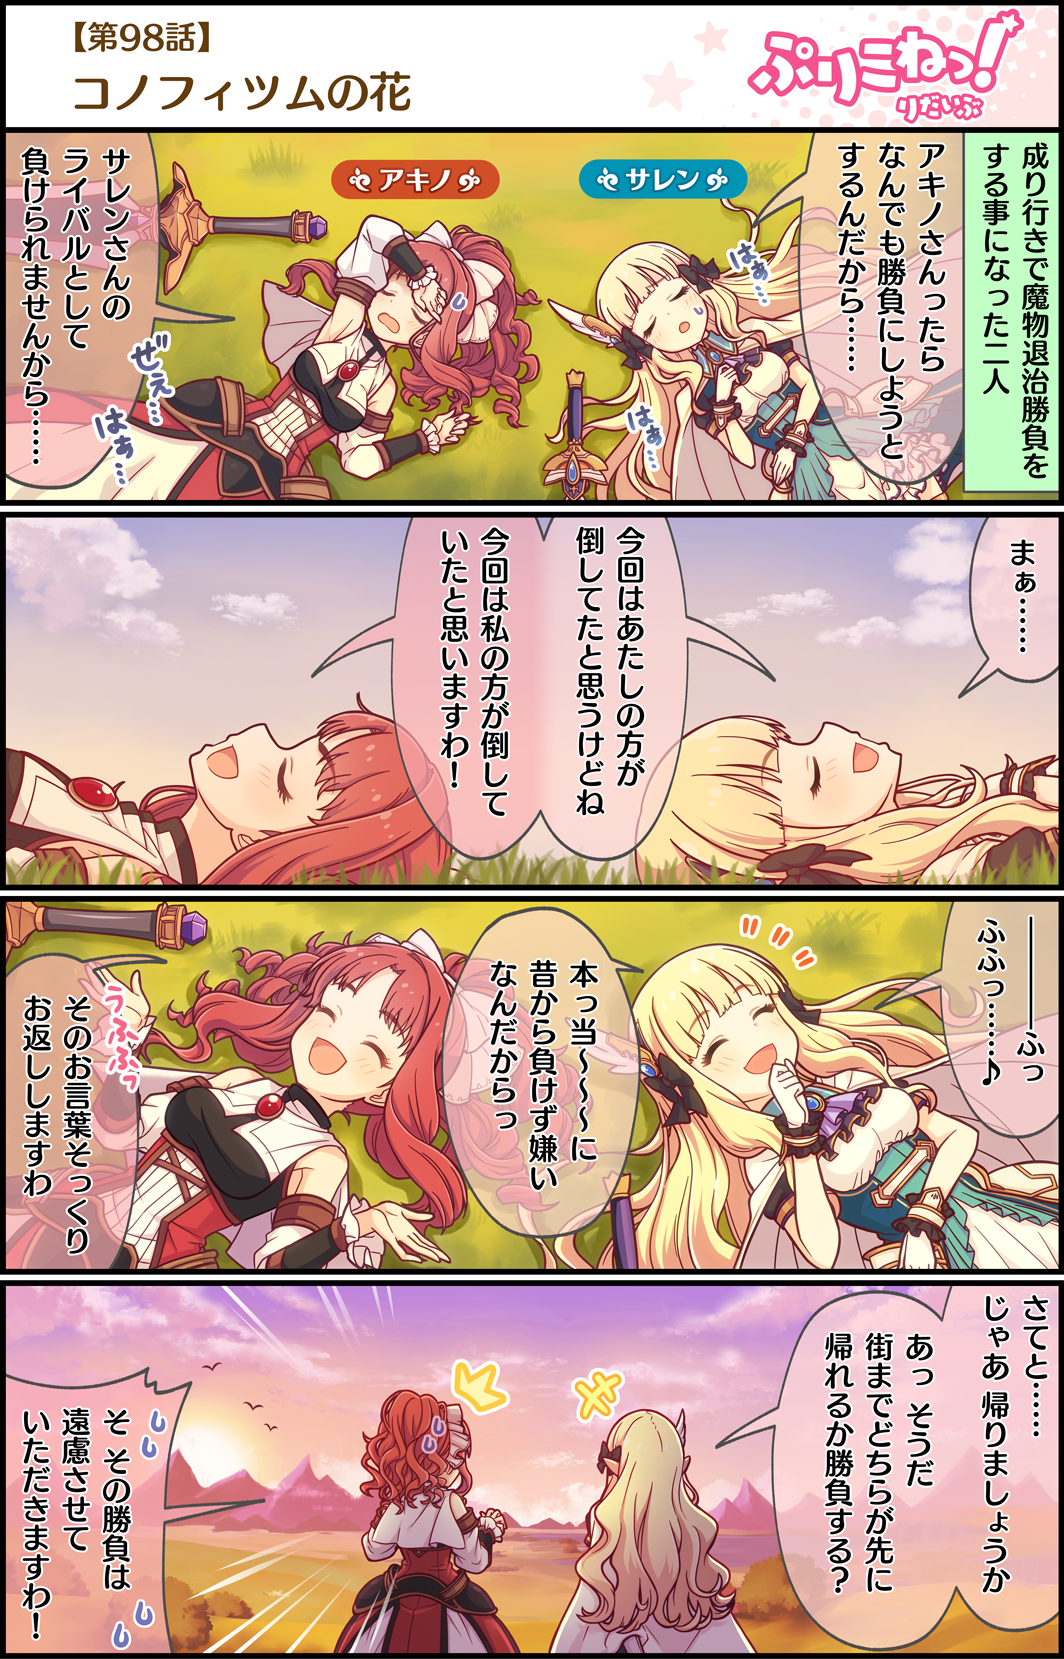 【第98話】
コノフィツムの花
ぷりこねっ!
りだいぶ
成り行きで魔物退治勝負を
する事になった二人
アキノさんったら
なんでも勝負にしようと
するんだから……
サレン
はぁ…
はぁ…
アキノ
サレンさんの
ライバルとして
負けられませんから……
ぜぇ…
はぁ…
まぁ……
今回はあたしの方が
倒してたと思うけどね
今回は私の方が倒して
いたと思いますわ!
――――ふっ
ふふっ……♪
本っ当〜〜〜に
昔から負けず嫌い
なんだからっ
うふふっ
そのお言葉そっくり
お返ししますわ
さてと……
じゃあ 帰りましょうか
あっ そうだ
街までどちらが先に
帰れるか勝負する?
そ その勝負は
遠慮させて
いただきますわ!